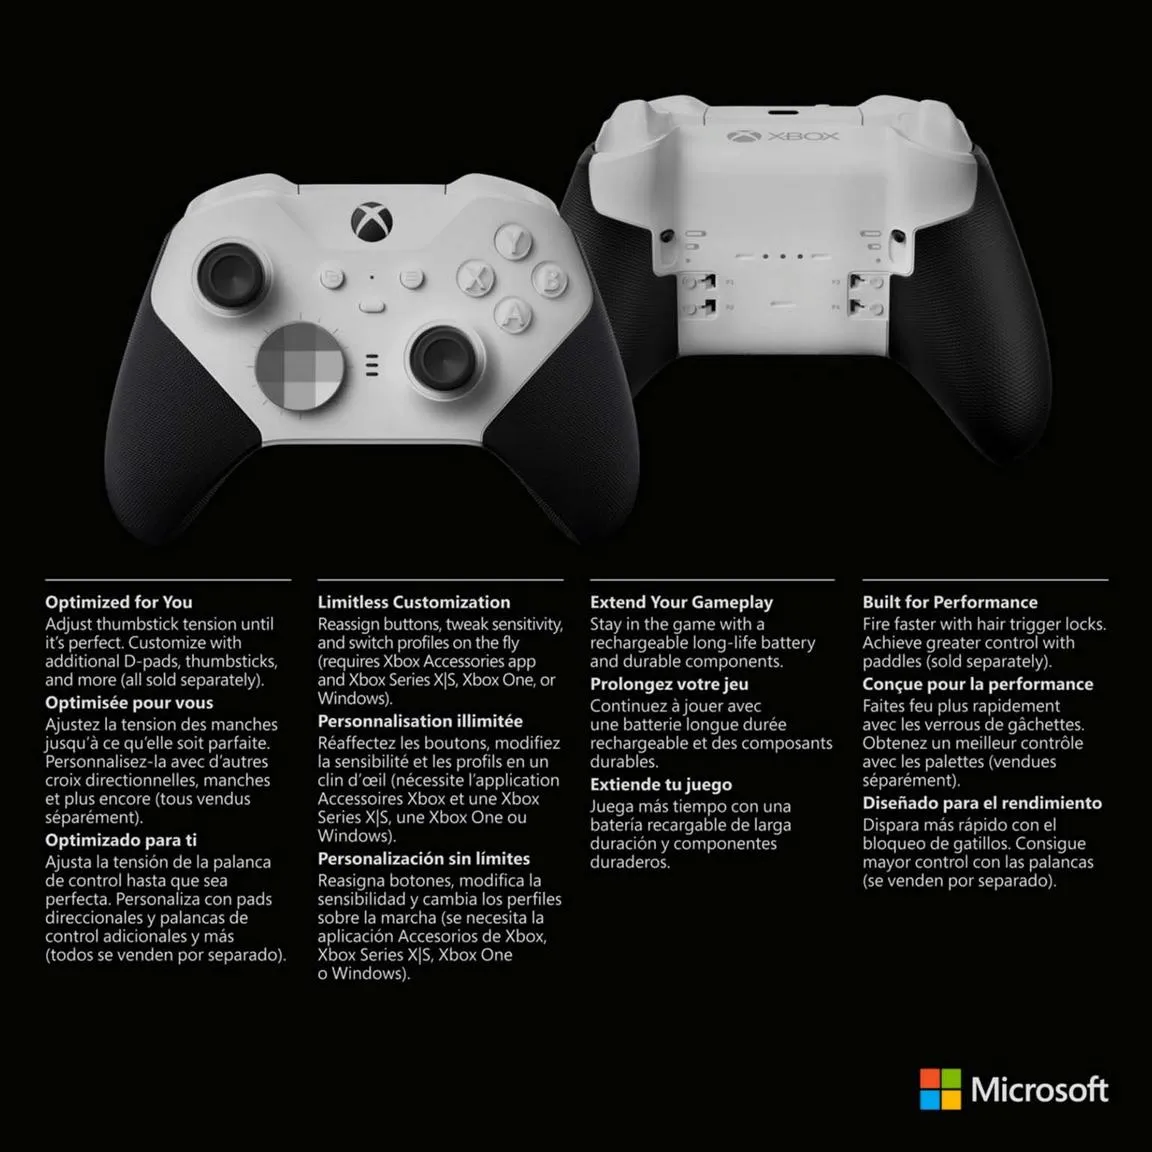 XBOX
Y
X
B
A
P1
P2
P3
P4
Optimized for You
Adjust thumbstick tension until
it's perfect. Customize with
additional D-pads, thumbsticks,
and more (all sold separately).
Optimisée pour vous
Ajustez la tension des manches
jusqu'à ce qu'elle soit parfaite.
Personnalisez-la avec d'autres
croix directionnelles, manches
et plus encore (tous vendus
séparément).
Optimizado para ti
Ajusta la tensión de la palanca
de control hasta que sea
perfecta. Personaliza con pads
direccionales y palancas de
control adicionales y más
(todos se venden por separado).
Limitless Customization
Reassign buttons, tweak sensitivity,
and switch profiles on the fly
(requires Xbox Accessories app
and Xbox Series X|S, Xbox One, or
Windows).
Personnalisation illimitée
Réaffectez les boutons, modifiez
la sensibilité et les profils en un
clin d'œil (nécessite l'application
Accessoires Xbox et une Xbox
Series X|S, une Xbox One ou
Windows).
Personalización sin límites
Reasigna botones, modifica la
sensibilidad y cambia los perfiles
sobre la marcha (se necesita la
aplicación Accesorios de Xbox,
Xbox Series X|S, Xbox One
o Windows).
Extend Your Gameplay
Stay in the game with a
rechargeable long-life battery
and durable components.
Prolongez votre jeu
Continuez à jouer avec
une batterie longue durée
rechargeable et des composants
durables.
Extiende tu juego
Juega más tiempo con una
batería recargable de larga
duración y componentes
duraderos.
Built for Performance
Fire faster with hair trigger locks.
Achieve greater control with
paddles (sold separately).
Conçue pour la performance
Faites feu plus rapidement
avec les verrous de gâchettes.
Obtenez un meilleur contrôle
avec les palettes (vendues
séparément).
Diseñado para el rendimiento
Dispara más rápido con el
bloqueo de gatillos. Consigue
mayor control con las palancas
(se venden por separado).
Microsoft